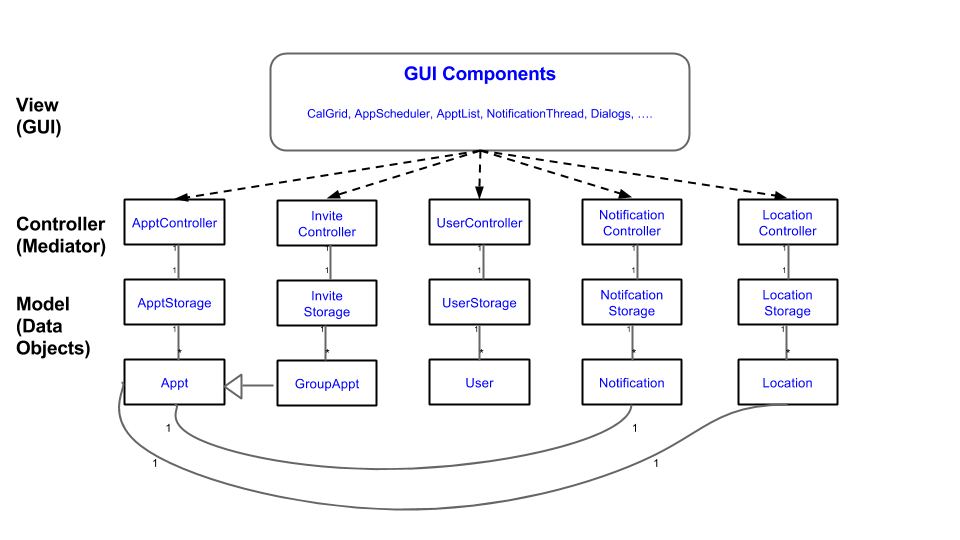 GUI Components
CalGrid, AppScheduler, ApptList, NotificationThread, Dialogs, ….
View
(GUI)
Controller
(Mediator)
ApptController
Invite
Controller
UserController
Notification
Controller
Location
Controller
1
1
1
1
1
1
1
1
1
1
Model
(Data
Objects)
ApptStorage
Invite
Storage
UserStorage
Notifcation
Storage
Location
Storage
1
1
1
1
1
*
*
*
*
*
Appt
GroupAppt
User
Notification
Location
1
1
1
1